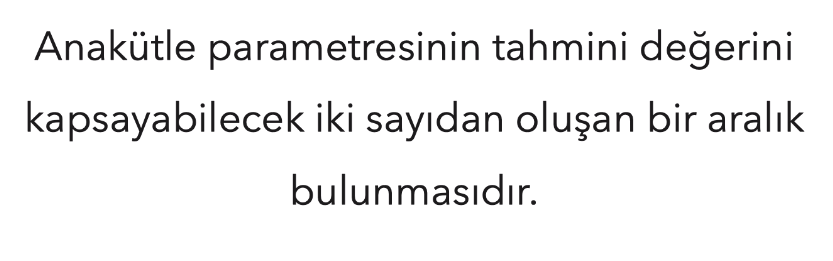 Anakütle parametresinin tahmini değerini
kapsayabilecek iki sayıdan oluşan bir aralık
bulunmasıdır.